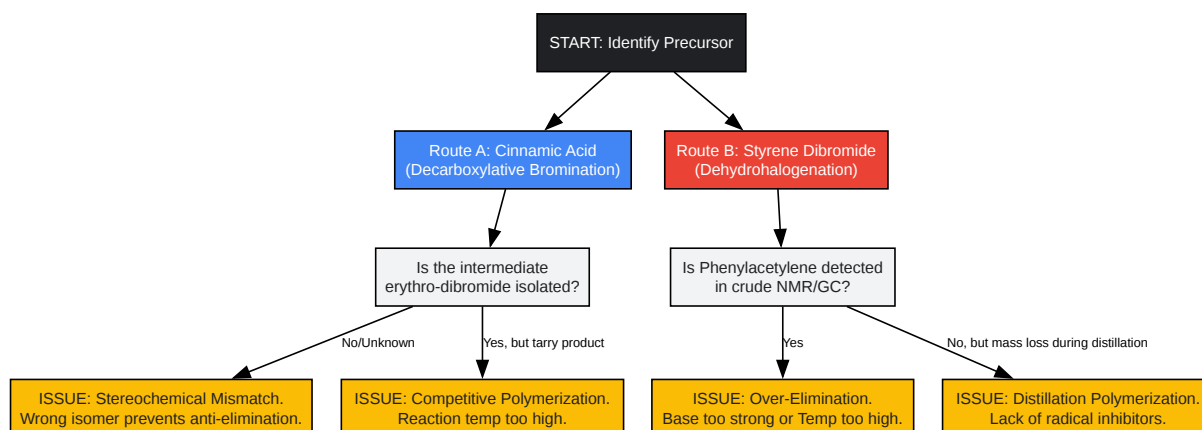 START: Identify Precursor
Route A: Cinnamic Acid
(Decarboxylative Bromination)
Route B: Styrene Dibromide
(Dehydrohalogenation)
Is the intermediate
erythro-dibromide isolated?
Is Phenylacetylene detected
in crude NMR/GC?
No/Unknown
Yes, but tarry product
Yes
No, but mass loss during distillation
ISSUE: Stereochemical Mismatch.
Wrong isomer prevents anti-elimination.
ISSUE: Competitive Polymerization.
Reaction temp too high.
ISSUE: Over-Elimination.
Base too strong or Temp too high.
ISSUE: Distillation Polymerization.
Lack of radical inhibitors.